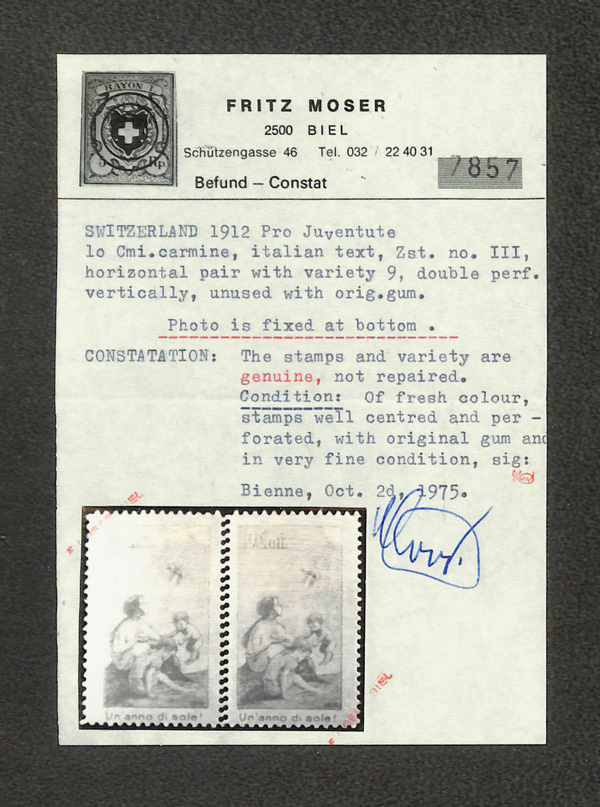 RAYON I
5 Rp.
FRITZ MOSER
2500 BIEL
Schützengasse 46 Tel. 032 / 22 40 31
7857
Befund – Constat
SWITZERLAND 1912 Pro Juventute
lo Cmi.carmine, italian text, Zst. no. III,
horizontal pair with variety 9, double perf.
vertically, unused with orig.gum.
Photo is fixed at bottom .
CONSTATATION: The stamps and variety are
genuine, not repaired.
Condition: Of fresh colour,
stamps well centred and per -
forated, with original gum and
in very fine condition, sig:
Bienne, Oct. 2d, 1975.
BIEL
Un'anno di sole! Un'anno di sole!
BIEL